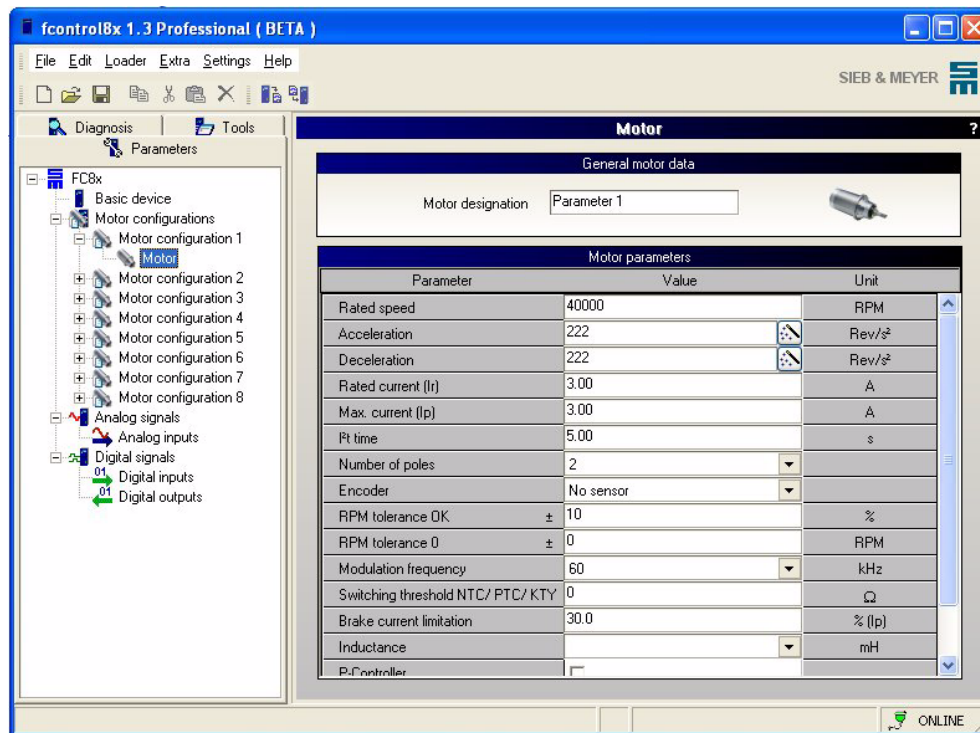 fcontrol8x 1.3 Professional ( BETA )
File Edit Loader Extra Settings Help
SIEB & MEYER
Diagnosis
Tools
Parameters
FC8x
Basic device
Motor configurations
Motor configuration 1
Motor
Motor configuration 2
Motor configuration 3
Motor configuration 4
Motor configuration 5
Motor configuration 6
Motor configuration 7
Motor configuration 8
Analog signals
Analog inputs
Digital signals
01 Digital inputs
01 Digital outputs
Motor ?
General motor data
Motor designation Parameter 1
Motor parameters
Parameter Value Unit
Rated speed 40000 RPM
Acceleration 222 Rev/s²
Deceleration 222 Rev/s²
Rated current (Ir) 3.00 A
Max. current (Ip) 3.00 A
I²t time 5.00 s
Number of poles 2
Encoder No sensor
RPM tolerance OK ± 10 %
RPM tolerance 0 ± 0 RPM
Modulation frequency 60 kHz
Switching threshold NTC/ PTC/ KTY 0 Ω
Brake current limitation 30.0 % (Ip)
Inductance mH
P-Controller
ONLINE